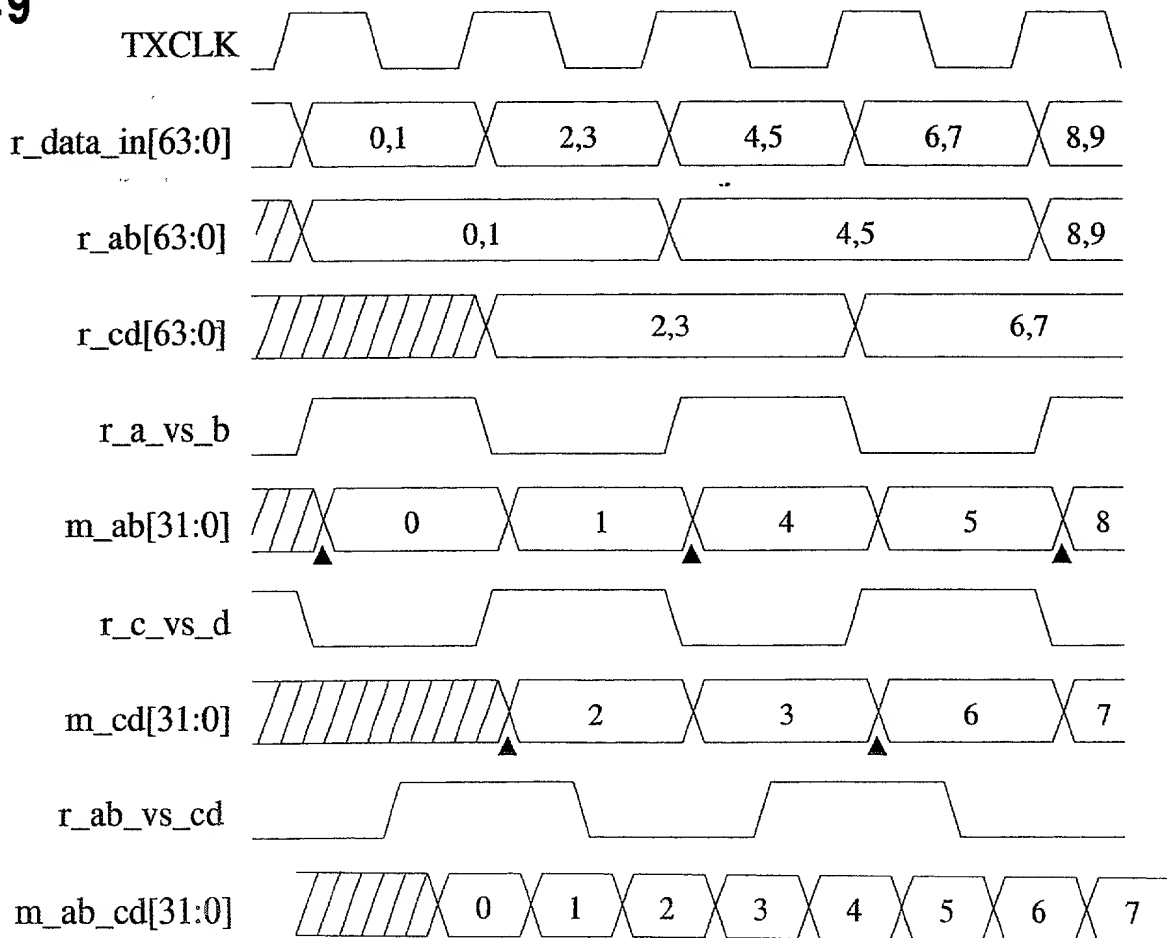 9
TXCLK
r_data_in[63:0] 0,1 2,3 4,5 6,7 8,9
r_ab[63:0] 0,1 4,5 8,9
r_cd[63:0] 2,3 6,7
r_a_vs_b
m_ab[31:0] 0 1 4 5 8
r_c_vs_d
m_cd[31:0] 2 3 6 7
r_ab_vs_cd
m_ab_cd[31:0] 0 1 2 3 4 5 6 7